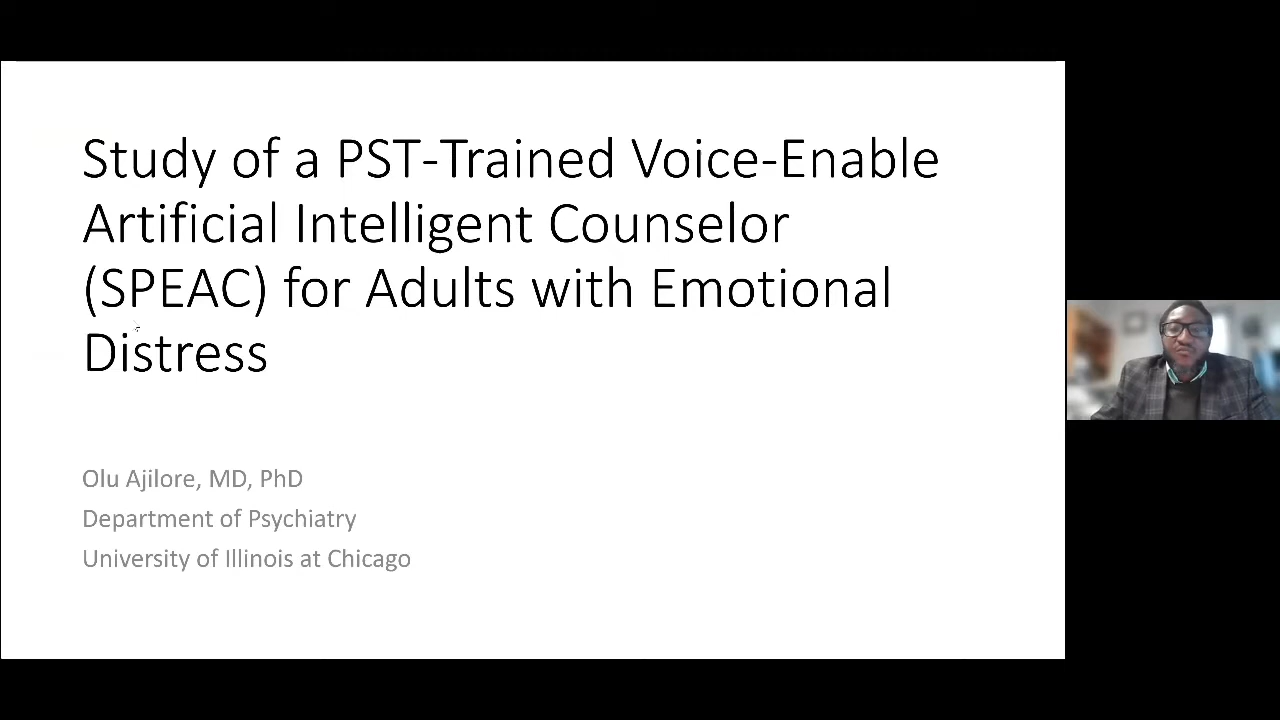 Study of a PST-Trained Voice-Enable
Artificial Intelligent Counselor
(SPEAC) for Adults with Emotional
Distress
Olu Ajilore, MD, PhD
Department of Psychiatry
University of Illinois at Chicago